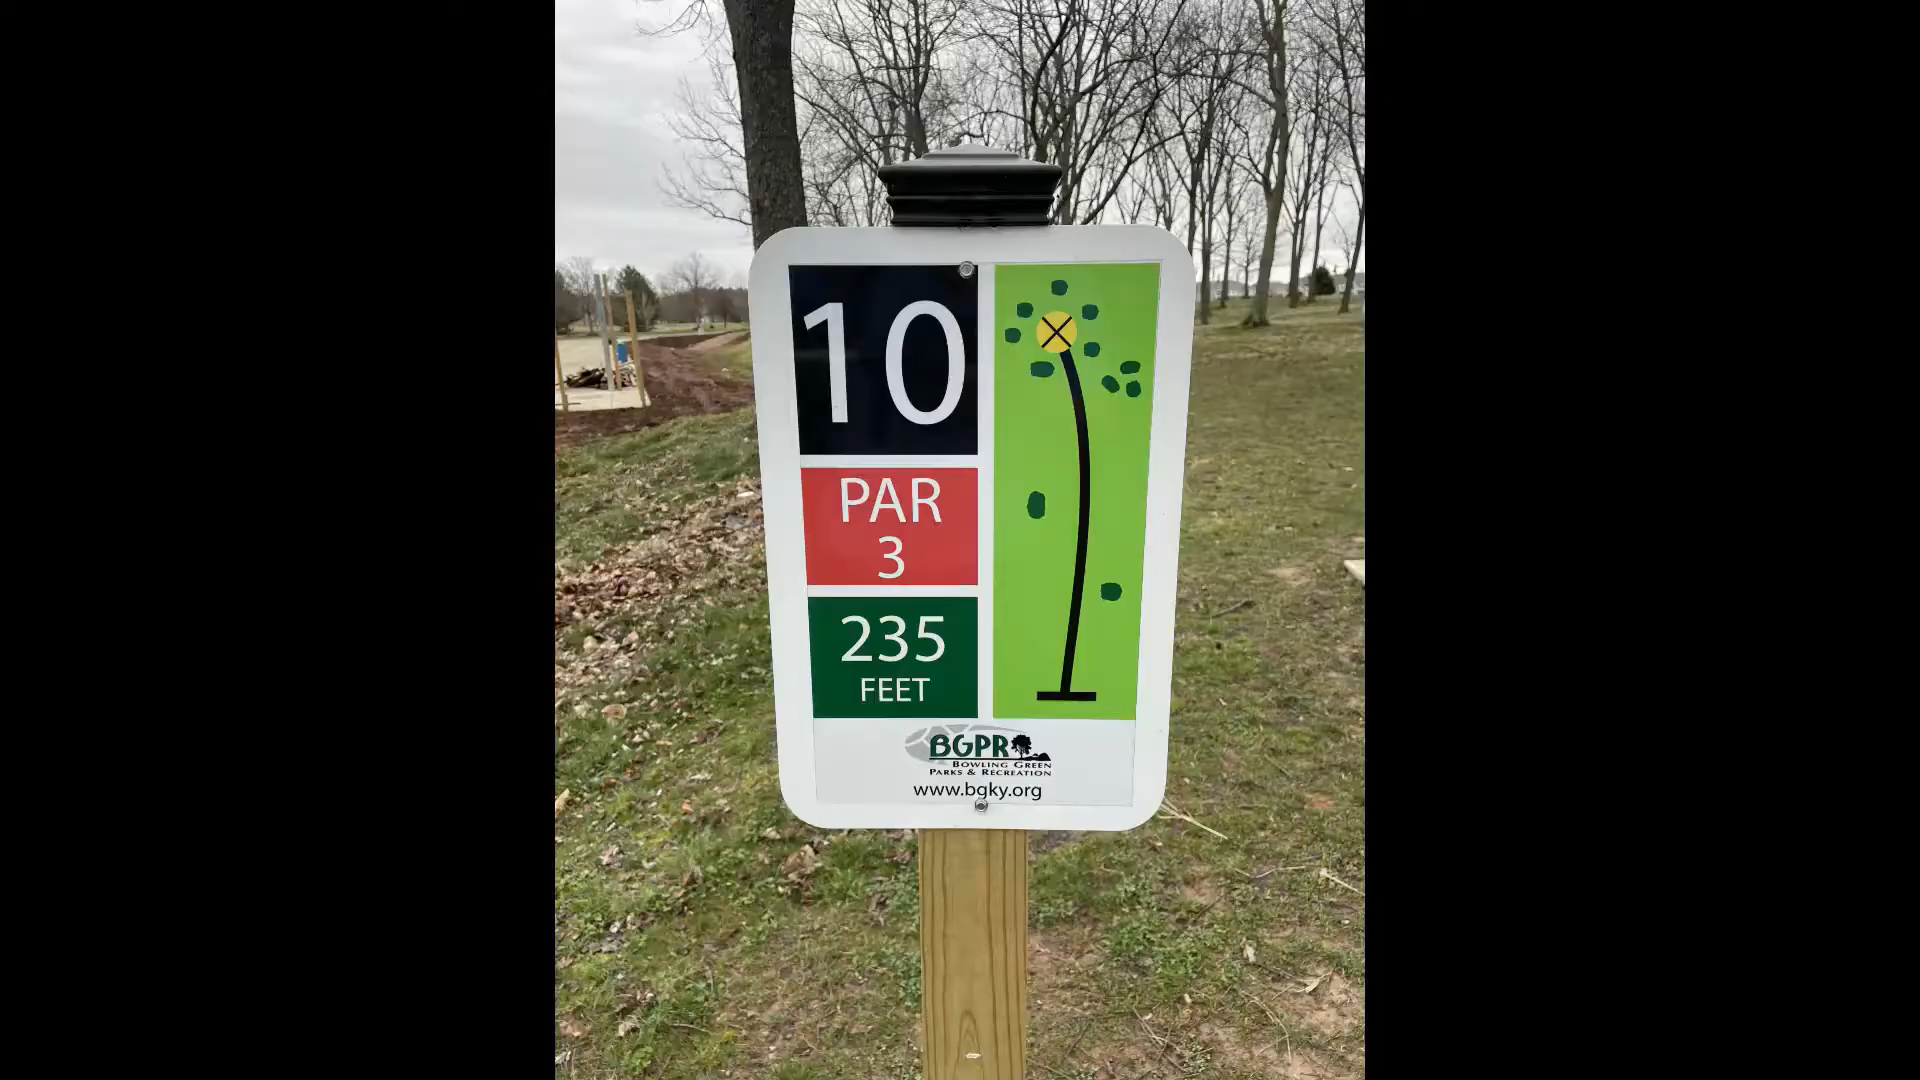 10
PAR
3
235
FEET
BGPR
BOWLING GREEN
PARKS & RECREATION
www.bgky.org